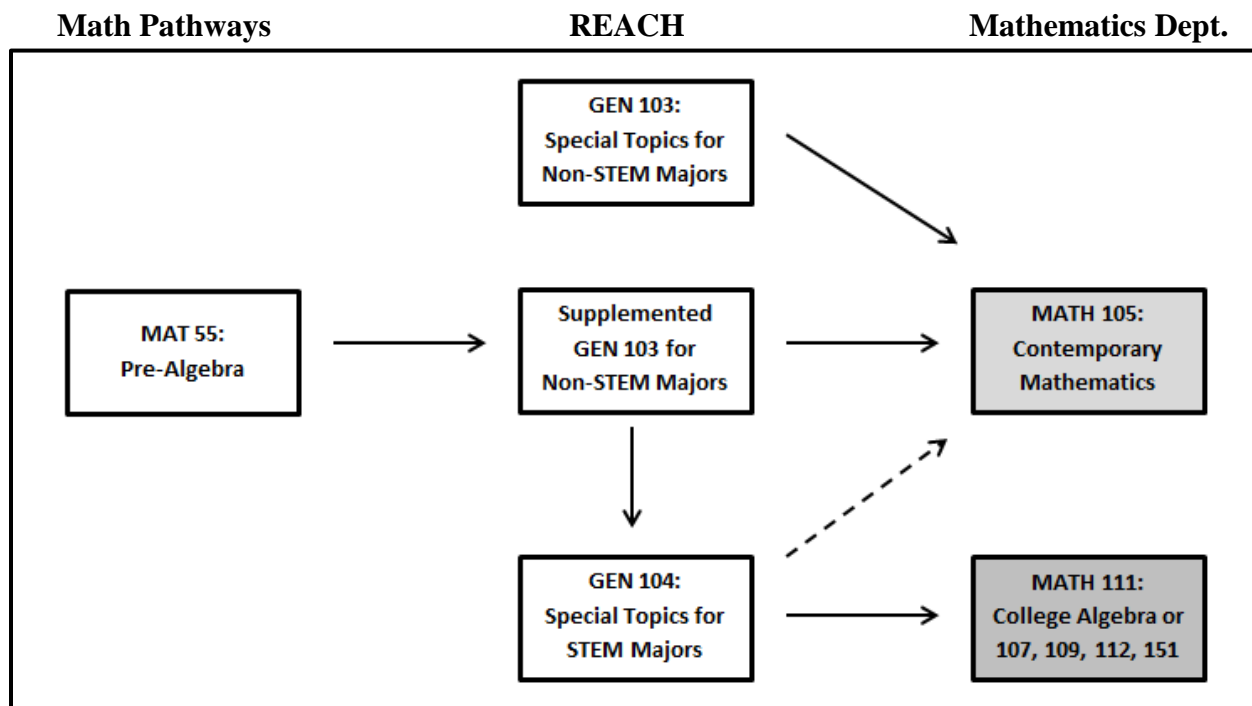 Math Pathways
REACH
Mathematics Dept.
GEN 103:
Special Topics for
Non-STEM Majors
MAT 55:
Pre-Algebra
Supplemented
GEN 103 for
Non-STEM Majors
MATH 105:
Contemporary
Mathematics
GEN 104:
Special Topics for
STEM Majors
MATH 111:
College Algebra or
107, 109, 112, 151